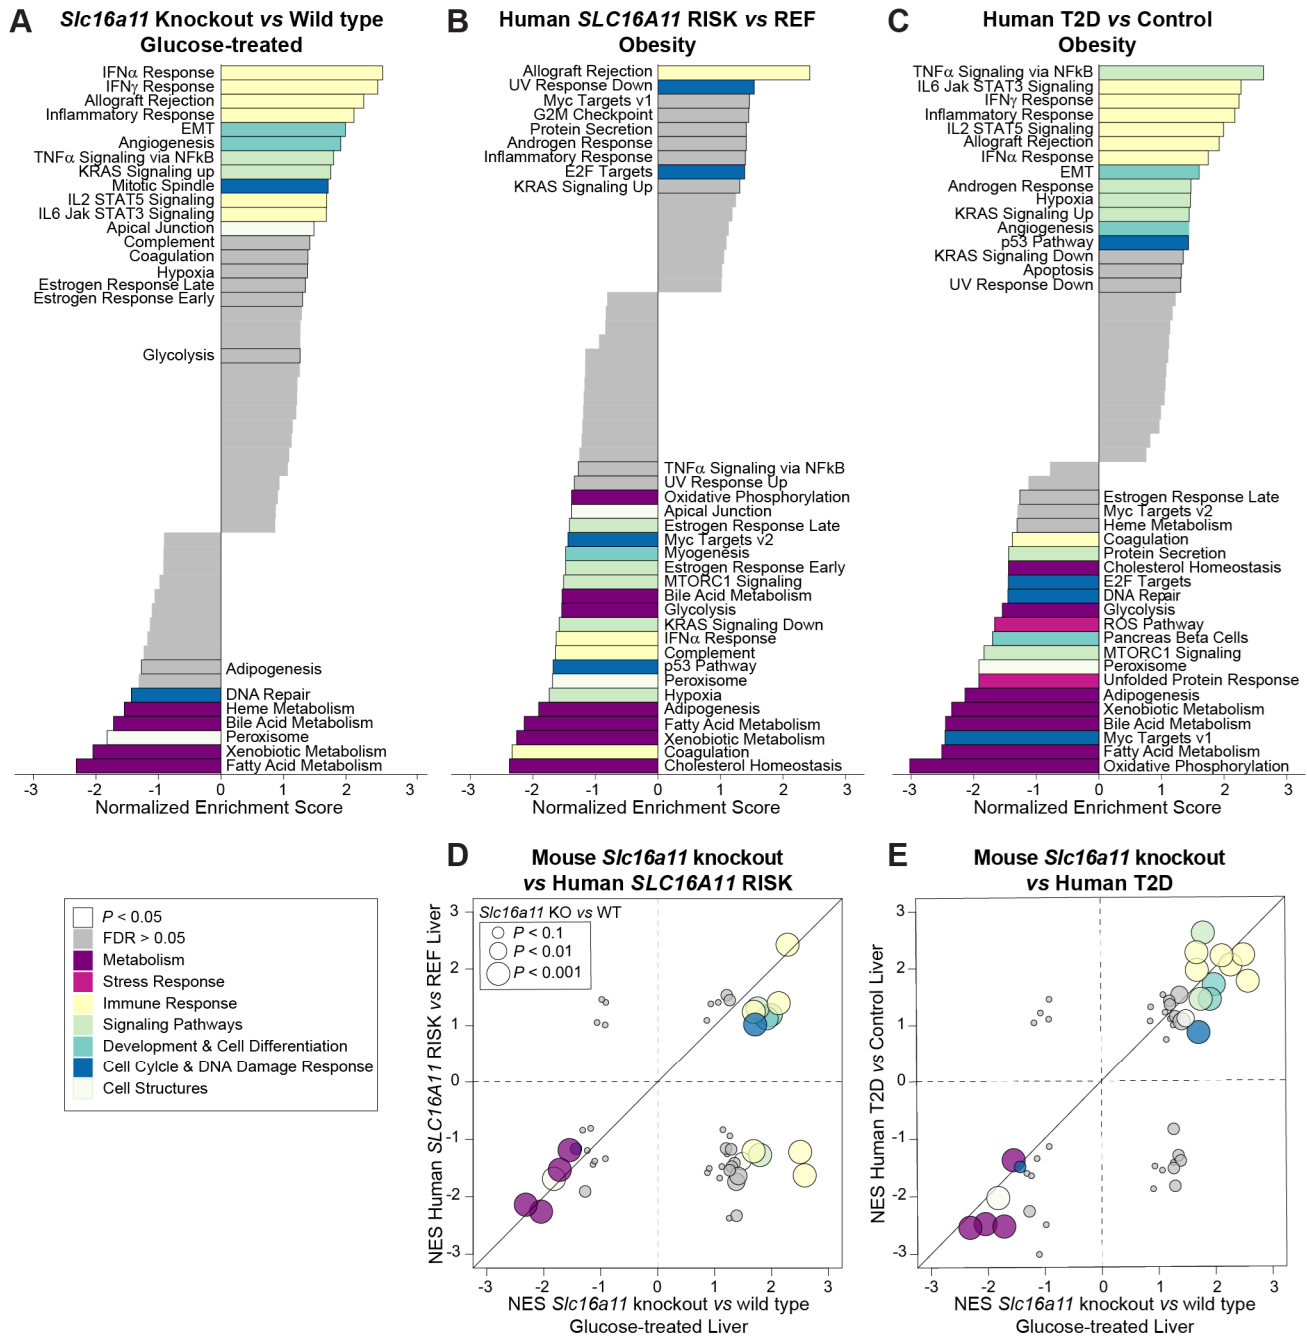 A
Slc16a11 Knockout vs Wild type
Glucose-treated
IFNα Response
IFNγ Response
Allograft Rejection
Inflammatory Response
EMT
Angiogenesis
TNFα Signaling via NFkB
KRAS Signaling up
Mitotic Spindle
IL2 STAT5 Signaling
IL6 Jak STAT3 Signaling
Apical Junction
Complement
Coagulation
Hypoxia
Estrogen Response Late
Estrogen Response Early
Glycolysis
Adipogenesis
DNA Repair
Heme Metabolism
Bile Acid Metabolism
Peroxisome
Xenobiotic Metabolism
Fatty Acid Metabolism
-3 -2 -1 0 1 2 3
Normalized Enrichment Score
B
Human SLC16A11 RISK vs REF
Obesity
Allograft Rejection
UV Response Down
Myc Targets v1
G2M Checkpoint
Protein Secretion
Androgen Response
Inflammatory Response
E2F Targets
KRAS Signaling Up
TNFα Signaling via NFkB
UV Response Up
Oxidative Phosphorylation
Apical Junction
Estrogen Response Late
Myc Targets v2
Myogenesis
Estrogen Response Early
MTORC1 Signaling
Bile Acid Metabolism
Glycolysis
KRAS Signaling Down
IFNα Response
Complement
p53 Pathway
Peroxisome
Hypoxia
Adipogenesis
Fatty Acid Metabolism
Xenobiotic Metabolism
Coagulation
Cholesterol Homeostasis
-3 -2 -1 0 1 2 3
Normalized Enrichment Score
C
Human T2D vs Control
Obesity
TNFα Signaling via NFkB
IL6 Jak STAT3 Signaling
IFNγ Response
Inflammatory Response
IL2 STAT5 Signaling
Allograft Rejection
IFNα Response
EMT
Androgen Response
Hypoxia
KRAS Signaling Up
Angiogenesis
p53 Pathway
KRAS Signaling Down
Apoptosis
UV Response Down
Estrogen Response Late
Myc Targets v2
Heme Metabolism
Coagulation
Protein Secretion
Cholesterol Homeostasis
E2F Targets
DNA Repair
Glycolysis
ROS Pathway
Pancreas Beta Cells
MTORC1 Signaling
Peroxisome
Unfolded Protein Response
Adipogenesis
Xenobiotic Metabolism
Bile Acid Metabolism
Myc Targets v1
Fatty Acid Metabolism
Oxidative Phosphorylation
-3 -2 -1 0 1 2 3
Normalized Enrichment Score
P < 0.05
FDR > 0.05
Metabolism
Stress Response
Immune Response
Signaling Pathways
Development & Cell Differentiation
Cell Cylcle & DNA Damage Response
Cell Structures
D
Mouse Slc16a11 knockout
vs Human SLC16A11 RISK
NES Human SLC16A11 RISK vs REF Liver
3
2
1
0
-1
-2
-3
Slc16a11 KO vs WT
P < 0.1
P < 0.01
P < 0.001
-3 -2 -1 0 1 2 3
NES Slc16a11 knockout vs wild type
Glucose-treated Liver
E
Mouse Slc16a11 knockout
vs Human T2D
NES Human T2D vs Control Liver
3
2
1
0
-1
-2
-3
-3 -2 -1 0 1 2 3
NES Slc16a11 knockout vs wild type
Glucose-treated Liver